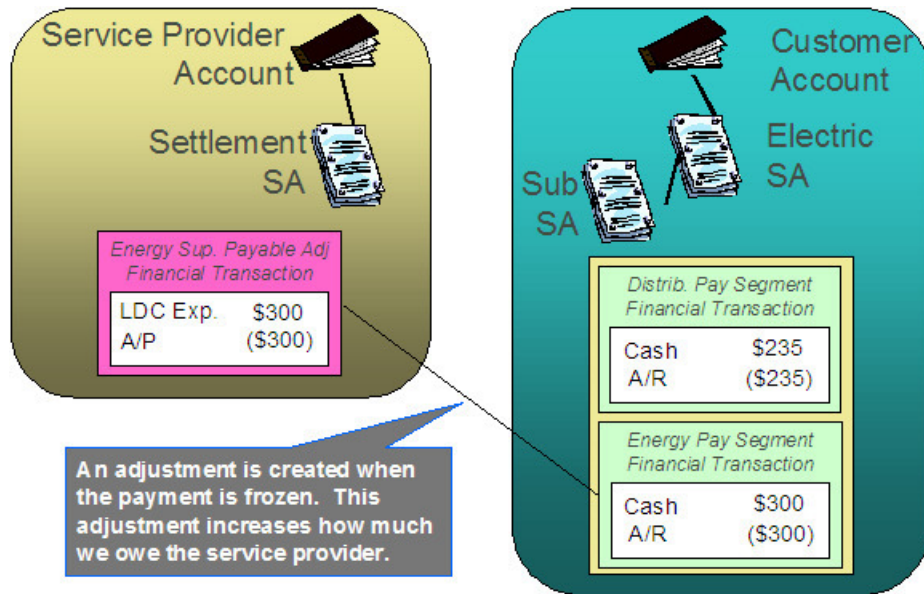 Service Provider
Account
Settlement
SA
Energy Sup. Payable Adj
Financial Transaction
LDC Exp. $300
A/P ($300)
An adjustment is created when
the payment is frozen. This
adjustment increases how much
we owe the service provider.
Customer
Account
Electric
SA
Sub
SA
Distrib. Pay Segment
Financial Transaction
Cash $235
A/R ($235)
Energy Pay Segment
Financial Transaction
Cash $300
A/R ($300)